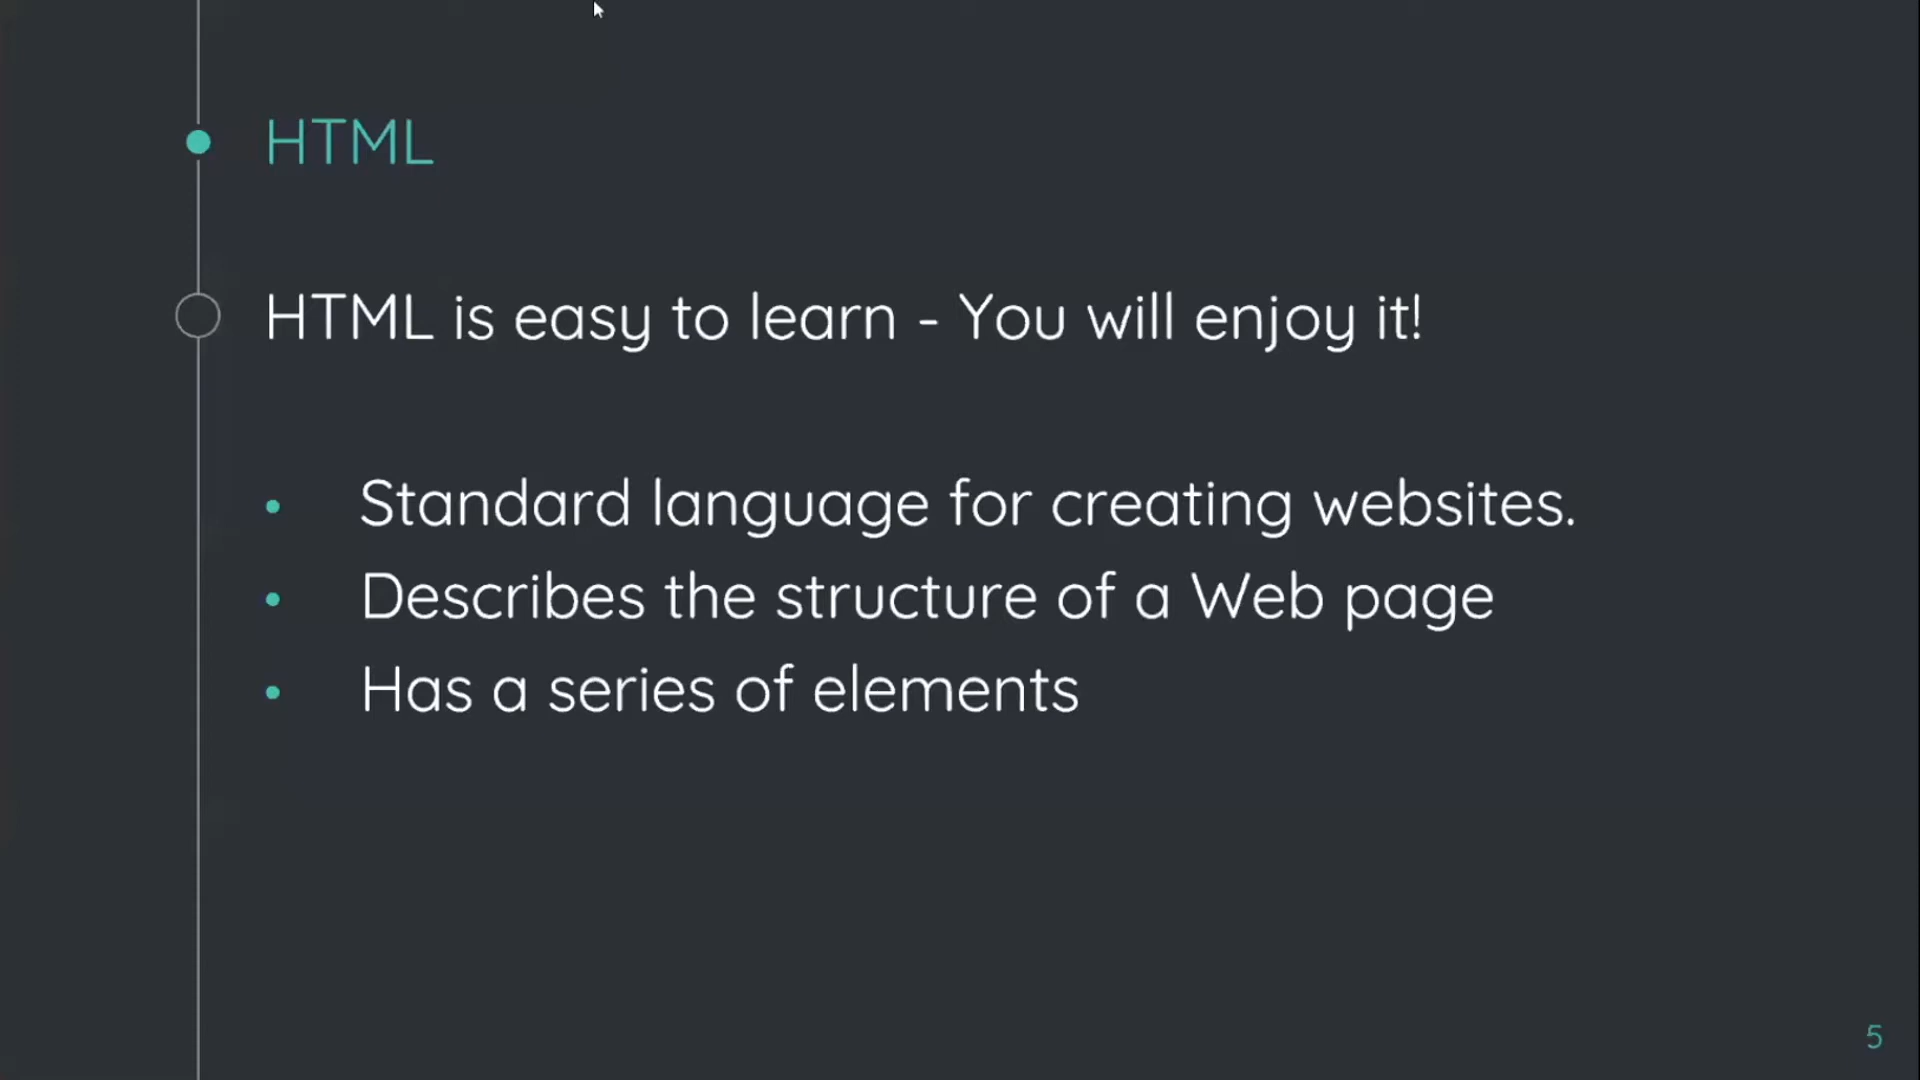 HTML
HTML is easy to learn - You will enjoy it!
• Standard language for creating websites.
• Describes the structure of a Web page
• Has a series of elements
5